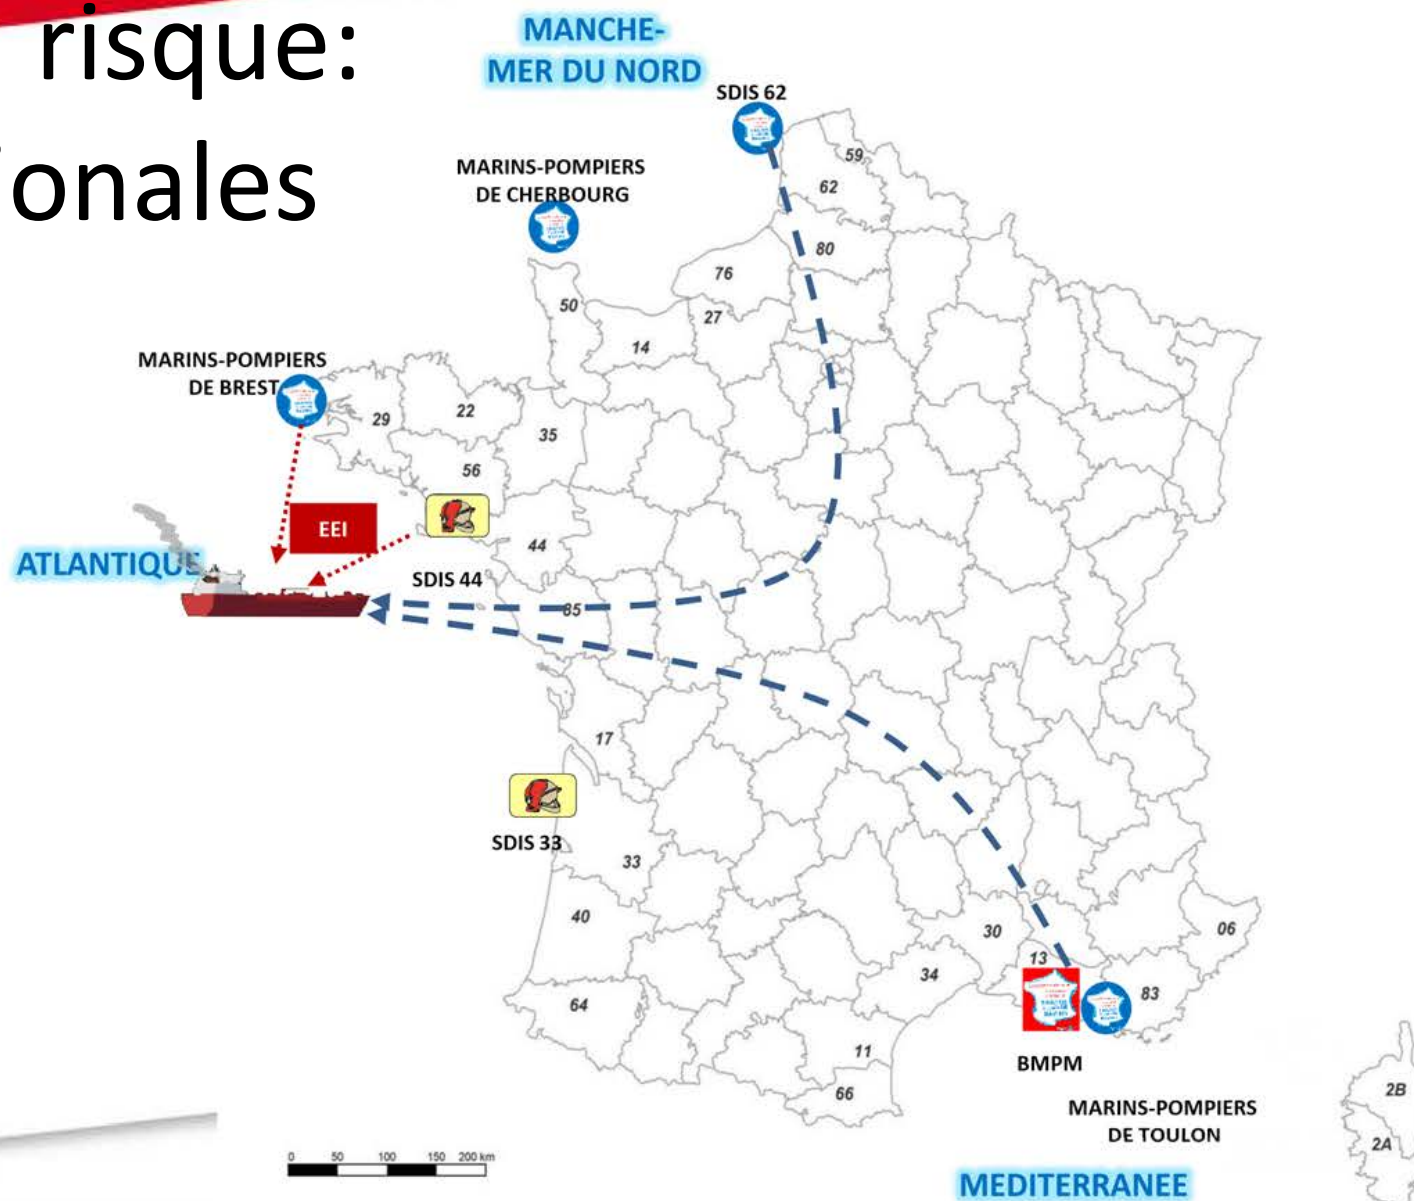 risque:
ionales
MANCHE-
MER DU NORD
SDIS 62
MARINS-POMPIERS
DE CHERBOURG
59
62
80
76
27
50
14
MARINS-POMPIERS
DE BREST
29
22
35
56
EEI
44
ATLANTIQUE
SDIS 44
85
17
SDIS 33
33
40
30
06
13
34
83
64
11
BMPM
66
2B
MARINS-POMPIERS
DE TOULON
2A
0 50 100 150 200 km
MEDITERRANEE